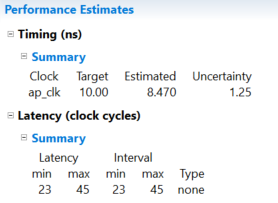 Performance Estimates
Timing (ns)
Summary
Clock Target Estimated Uncertainty
ap_clk 10.00 8.470 1.25
Latency (clock cycles)
Summary
Latency Interval
min max min max Type
23 45 23 45 none